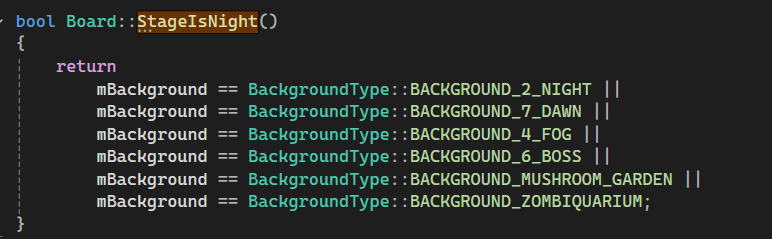 bool Board::StageIsNight()
{
    return
        mBackground == BackgroundType::BACKGROUND_2_NIGHT ||
        mBackground == BackgroundType::BACKGROUND_7_DAWN ||
        mBackground == BackgroundType::BACKGROUND_4_FOG ||
        mBackground == BackgroundType::BACKGROUND_6_BOSS ||
        mBackground == BackgroundType::BACKGROUND_MUSHROOM_GARDEN ||
        mBackground == BackgroundType::BACKGROUND_ZOMBIQUARIUM;
}